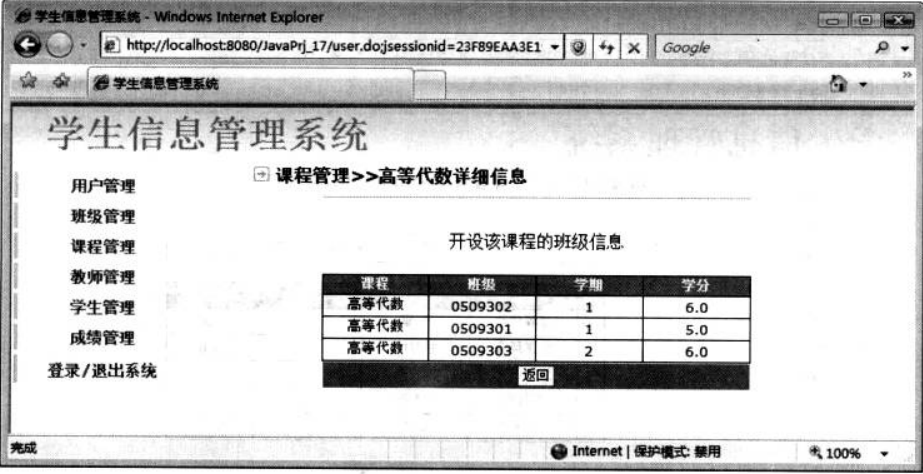 学生信息管理系统 - Windows Internet Explorer
http://localhost:8080/JavaPrj_17/user.do;jsessionid=23F89EAA3E1
Google
学生信息管理系统
学生信息管理系统
用户管理
班级管理
课程管理
教师管理
学生管理
成绩管理
登录/退出系统
课程管理>>高等代数详细信息
开设该课程的班级信息
课程 班级 学期 学分
高等代数 0509302 1 6.0
高等代数 0509301 1 5.0
高等代数 0509303 2 6.0
返回
完成 Internet | 保护模式: 禁用 100%